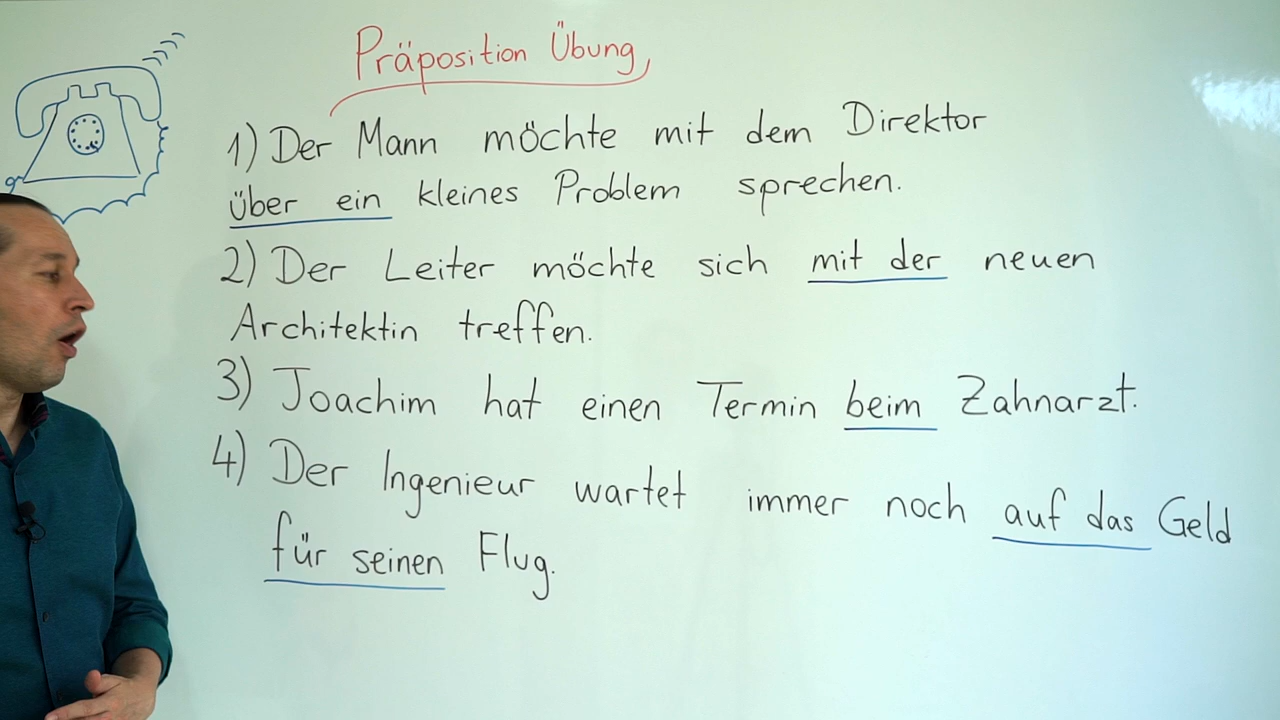 Präposition Übung
1) Der Mann möchte mit dem Direktor
über ein kleines Problem sprechen.
2) Der Leiter möchte sich mit der neuen
Architektin treffen.
3) Joachim hat einen Termin beim Zahnarzt.
4) Der Ingenieur wartet immer noch auf das Geld
für seinen Flug.